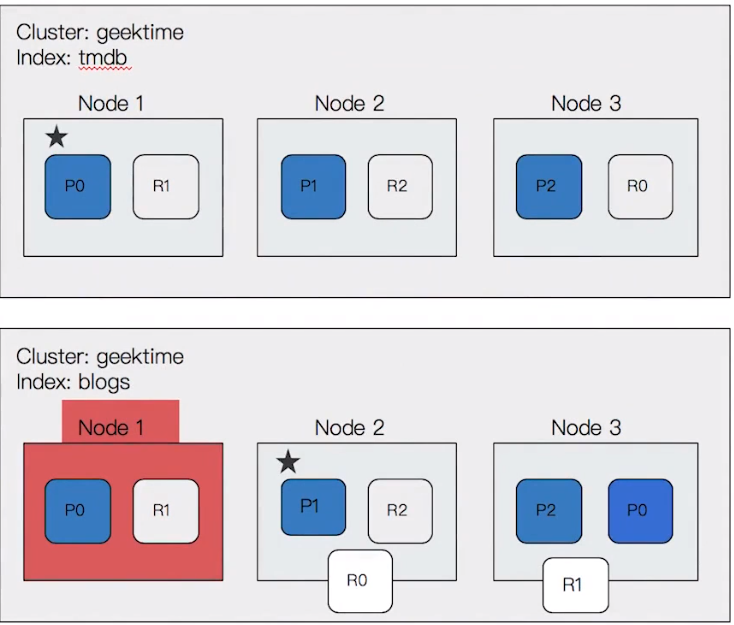 Cluster: geektime
Index: tmdb
Node 1
Node 2
Node 3
P0
R1
P1
R2
P2
R0
Cluster: geektime
Index: blogs
Node 1
Node 2
Node 3
P0
R1
P1
R2
P2
P0
R0
R1